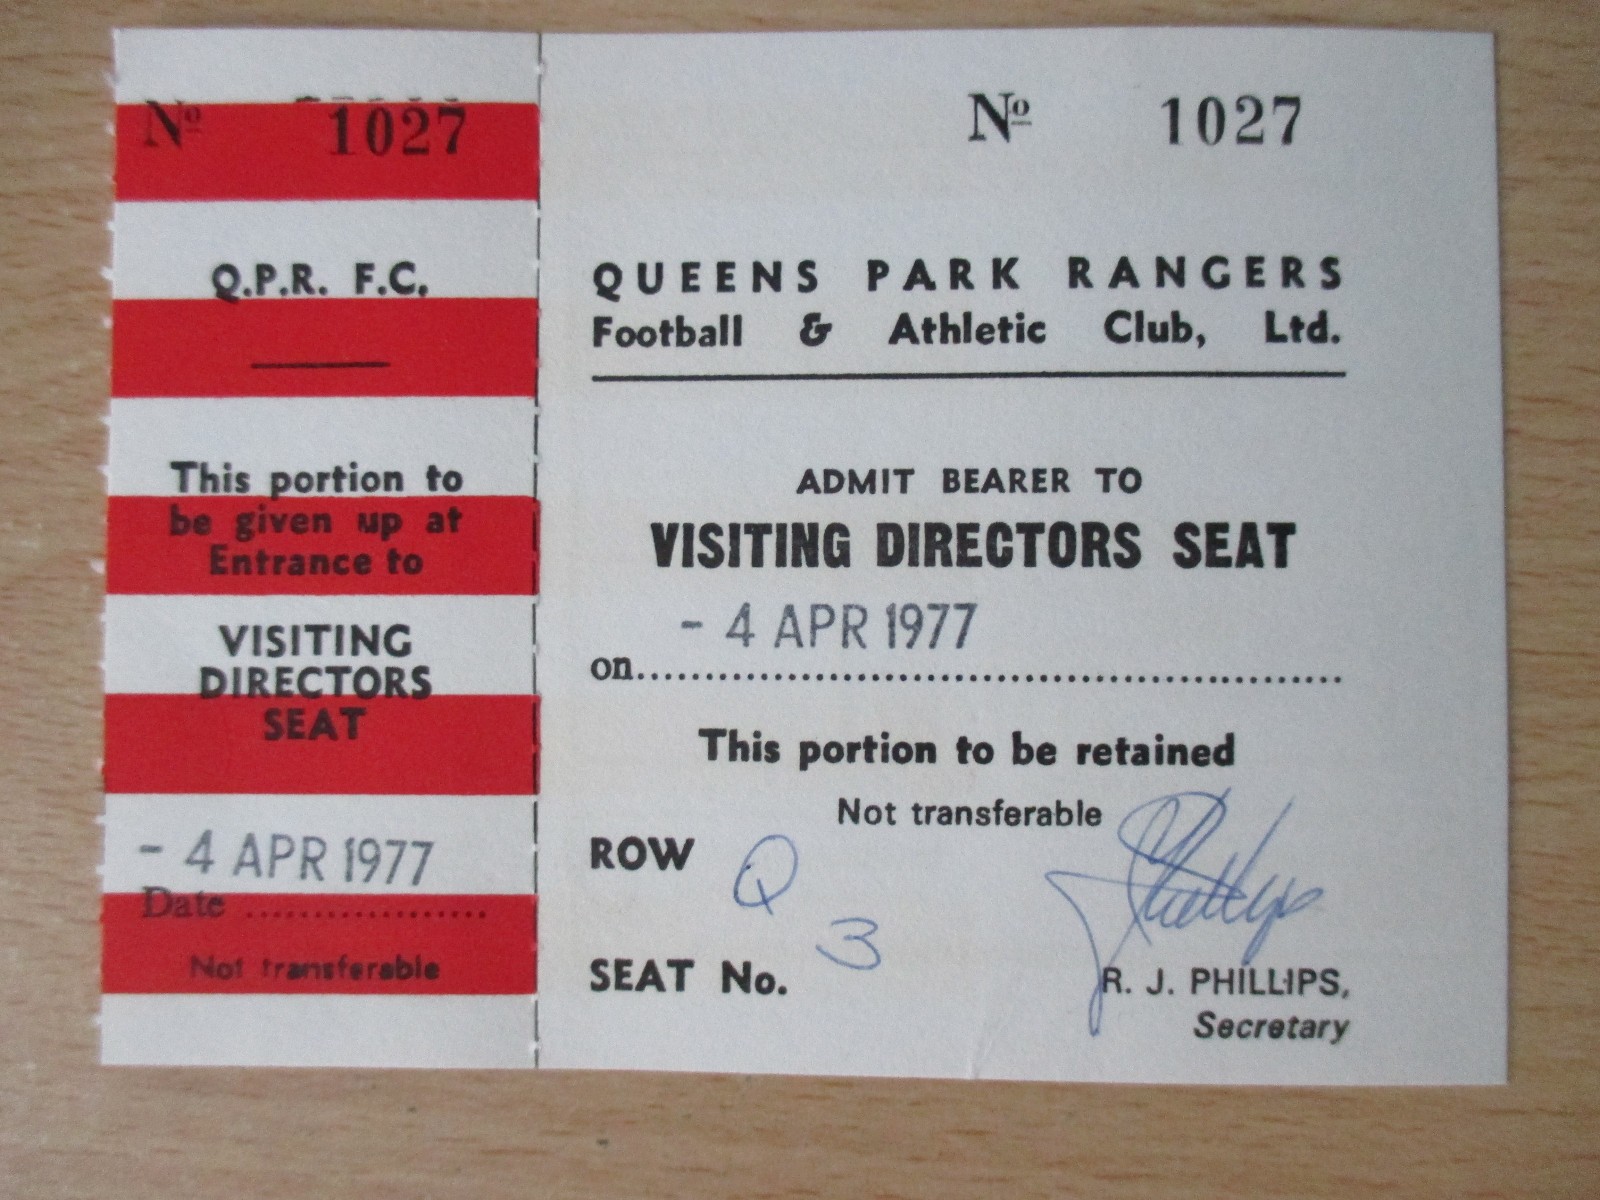 Nº 1027
Q.P.R. F.C.
This portion to
be given up at
Entrance to
VISITING
DIRECTORS
SEAT
- 4 APR 1977
Date ....................
Not transferable
Nº 1027
QUEENS PARK RANGERS
Football & Athletic Club, Ltd.
ADMIT BEARER TO
VISITING DIRECTORS SEAT
- 4 APR 1977
on............................................................
This portion to be retained
Not transferable
ROW Q
SEAT No. 3
R. J. PHILLIPS,
Secretary